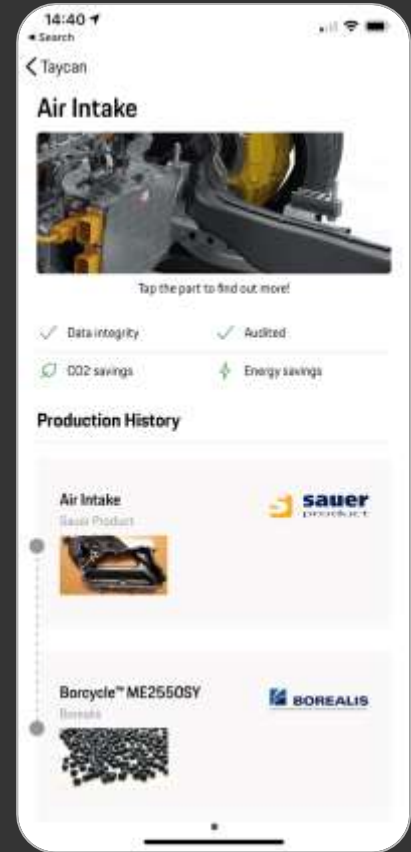 14:40
Search
Taycan
Air Intake
Tap the part to find out more!
Data integrity
Audited
CO2 savings
Energy savings
Production History
Air Intake
Sauer Product
sauer
product
Borcycle™ ME2550SY
Borealis
BOREALIS